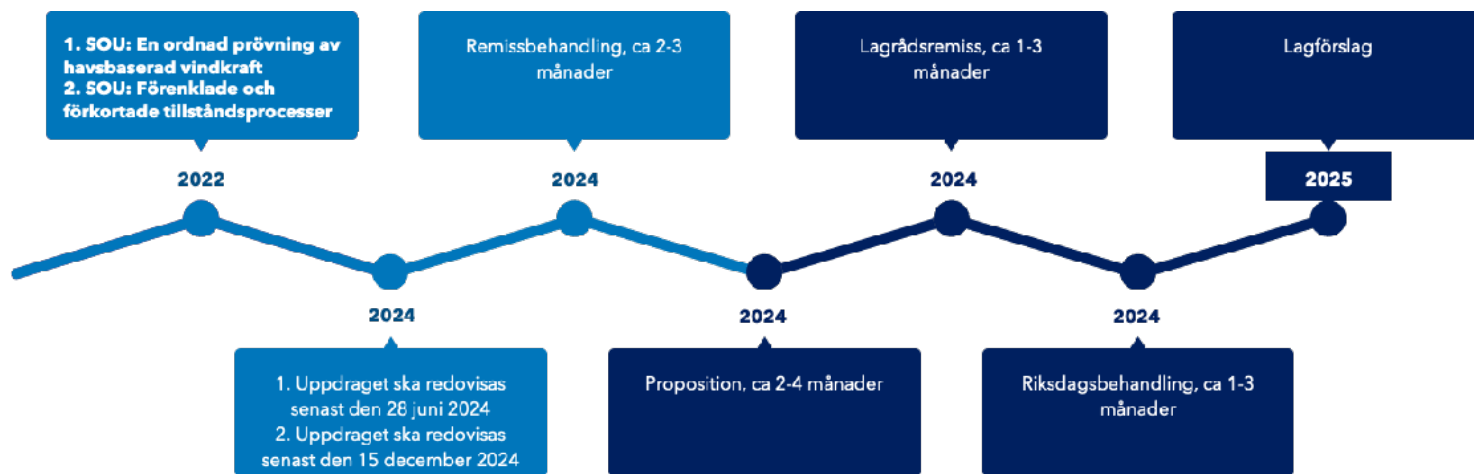 1. SOU: En ordnad prövning av
havsbaserad vindkraft
2. SOU: Förenklade och
förkortade tillståndsprocesser
2022
1. Uppdraget ska redovisas
senast den 28 juni 2024
2. Uppdraget ska redovisas
senast den 15 december 2024
2024
Remissbehandling, ca 2-3
månader
2024
Proposition, ca 2-4 månader
2024
Lagrådsremiss, ca 1-3
månader
2024
Riksdagsbehandling, ca 1-3
månader
2024
Lagförslag
2025